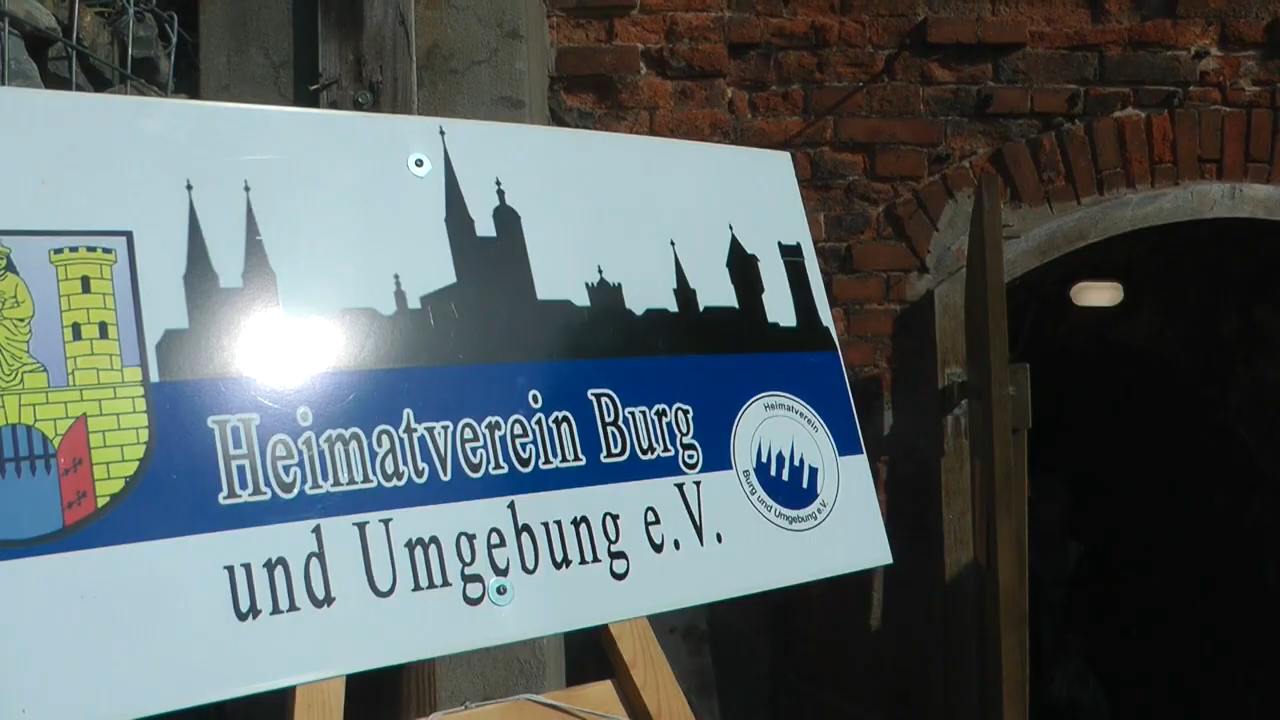 Heimatverein Burg
und Umgebung e.V.
Heimatverein
Burg und Umgebung e.V.